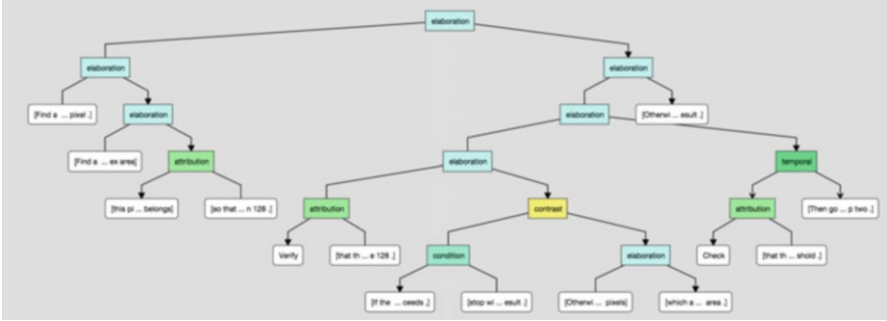 elaboration
elaboration elaboration
[Find a ... pixel .] elaboration elaboration [Otherwi ... esult .]
[Find a ... ex area] attribution elaboration temporal
[this pi ... belongs] [so that ... n 128 .] attribution contrast attribution [Then go ... p two .]
Verify [that th ... e 128 .] condition elaboration Check [that th ... shold .]
[If the ... ceeds .] [stop wi ... esult .] [Otherwi ... pixels] [which a ... area .]